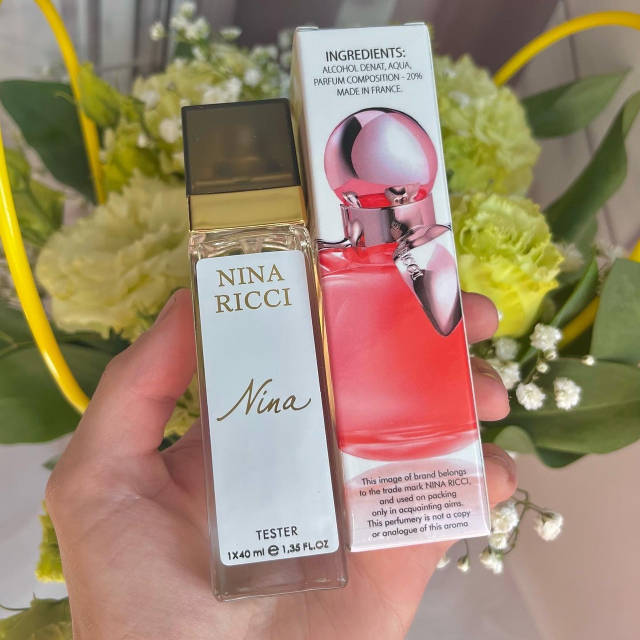 NINA
RICCI
Nina
TESTER
1X40 ml e 1,35 FL.OZ
INGREDIENTS:
ALCOHOL DENAT, AQUA,
PARFUM COMPOSITION - 20%
MADE IN FRANCE.
RICCI
This image of brand belongs
to the trade mark NINA RICCI,
and used on packing
only in acquainting aims.
This perfumery is not a copy
or analogue of this aroma